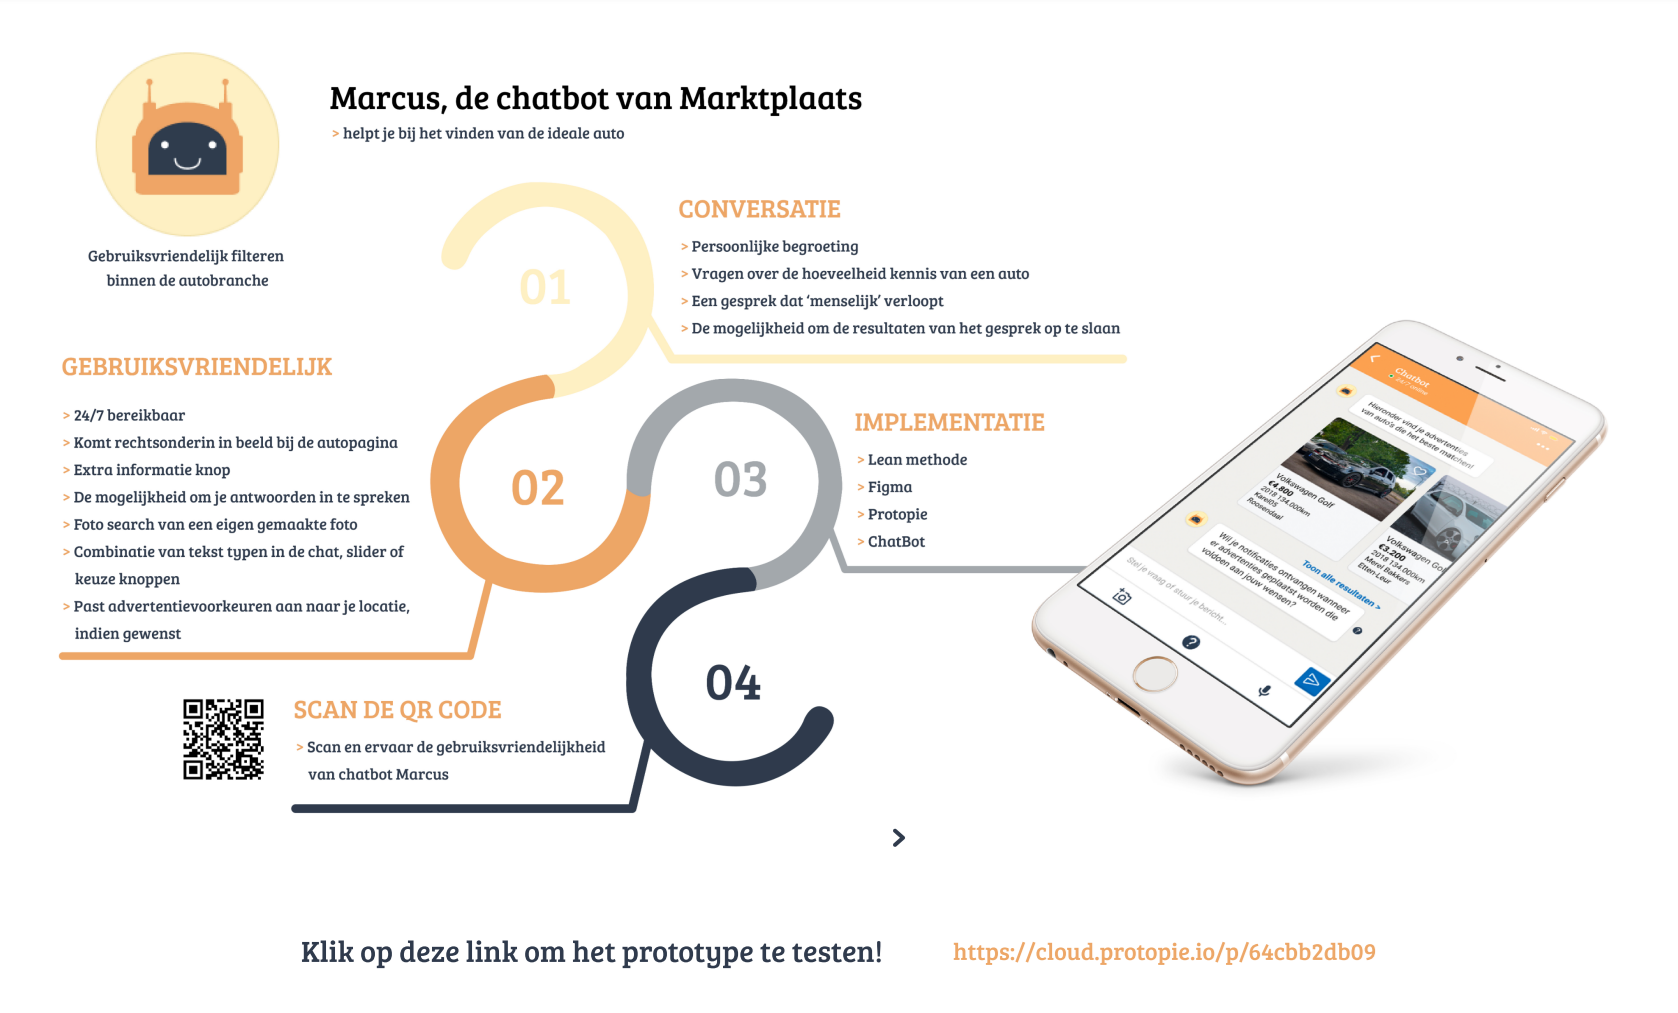 Marcus, de chatbot van Marktplaats
> helpt je bij het vinden van de ideale auto
Gebruiksvriendelijk filteren
binnen de autobranche
01
CONVERSATIE
> Persoonlijke begroeting
> Vragen over de hoeveelheid kennis van een auto
> Een gesprek dat ‘menselijk’ verloopt
> De mogelijkheid om de resultaten van het gesprek op te slaan
GEBRUIKSVRIENDELIJK
> 24/7 bereikbaar
> Komt rechtsonderin in beeld bij de autopagina
> Extra informatie knop
> De mogelijkheid om je antwoorden in te spreken
> Foto search van een eigen gemaakte foto
> Combinatie van tekst typen in de chat, slider of
keuze knoppen
> Past advertentievoorkeuren aan naar je locatie,
indien gewenst
02
03
IMPLEMENTATIE
> Lean methode
> Figma
> Protopie
> ChatBot
04
SCAN DE QR CODE
> Scan en ervaar de gebruiksvriendelijkheid
van chatbot Marcus
Chatbot
24/7 online
Hieronder vind je advertenties
van auto's die het beste matchen!
Volkswagen Golf
€4.800
2018 134.000km
Karel05
Roosendaal
Volkswagen Golf
€3.200
2018 134.000km
Merel Bakkers
Etten-Leur
Toon alle resultaten >
Wil je notificaties ontvangen wanneer
er advertenties geplaatst worden die
voldoen aan jouw wensen?
?
Stel je vraag of stuur je bericht...
?
>
Klik op deze link om het prototype te testen!
https://cloud.protopie.io/p/64cbb2db09